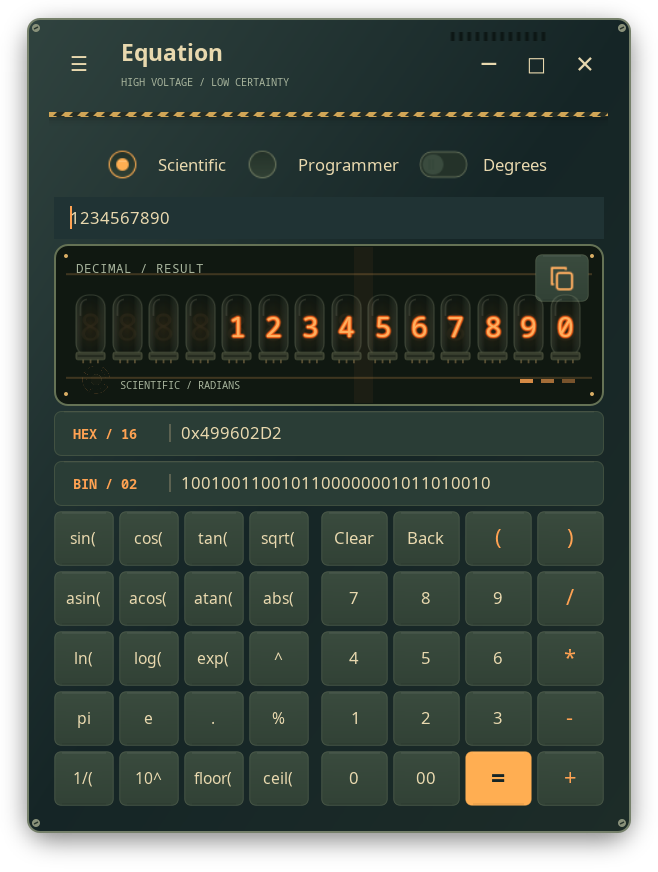 ☰ Equation − □ ✕
HIGH VOLTAGE / LOW CERTAINTY
Scientific Programmer Degrees
1234567890
DECIMAL / RESULT
1234567890
SCIENTIFIC / RADIANS
HEX / 16 0x499602D2
BIN / 02 1001001100101100000001011010010
sin( cos( tan( sqrt( Clear Back ( )
asin( acos( atan( abs( 7 8 9 /
ln( log( exp( ^ 4 5 6 *
pi e . % 1 2 3 -
1/( 10^ floor( ceil( 0 00 = +